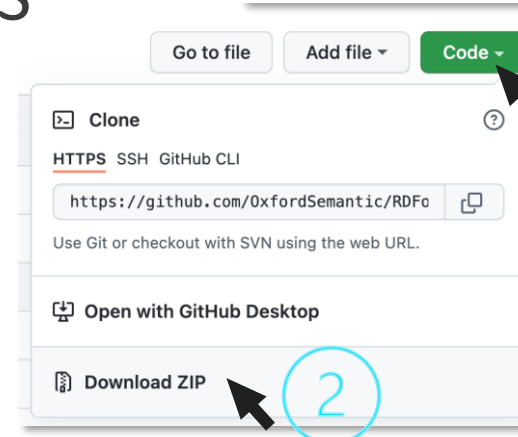 S
Go to file Add file Code
Clone
HTTPS SSH GitHub CLI
https://github.com/OxfordSemantic/RDFo
Use Git or checkout with SVN using the web URL.
Open with GitHub Desktop
Download ZIP
2